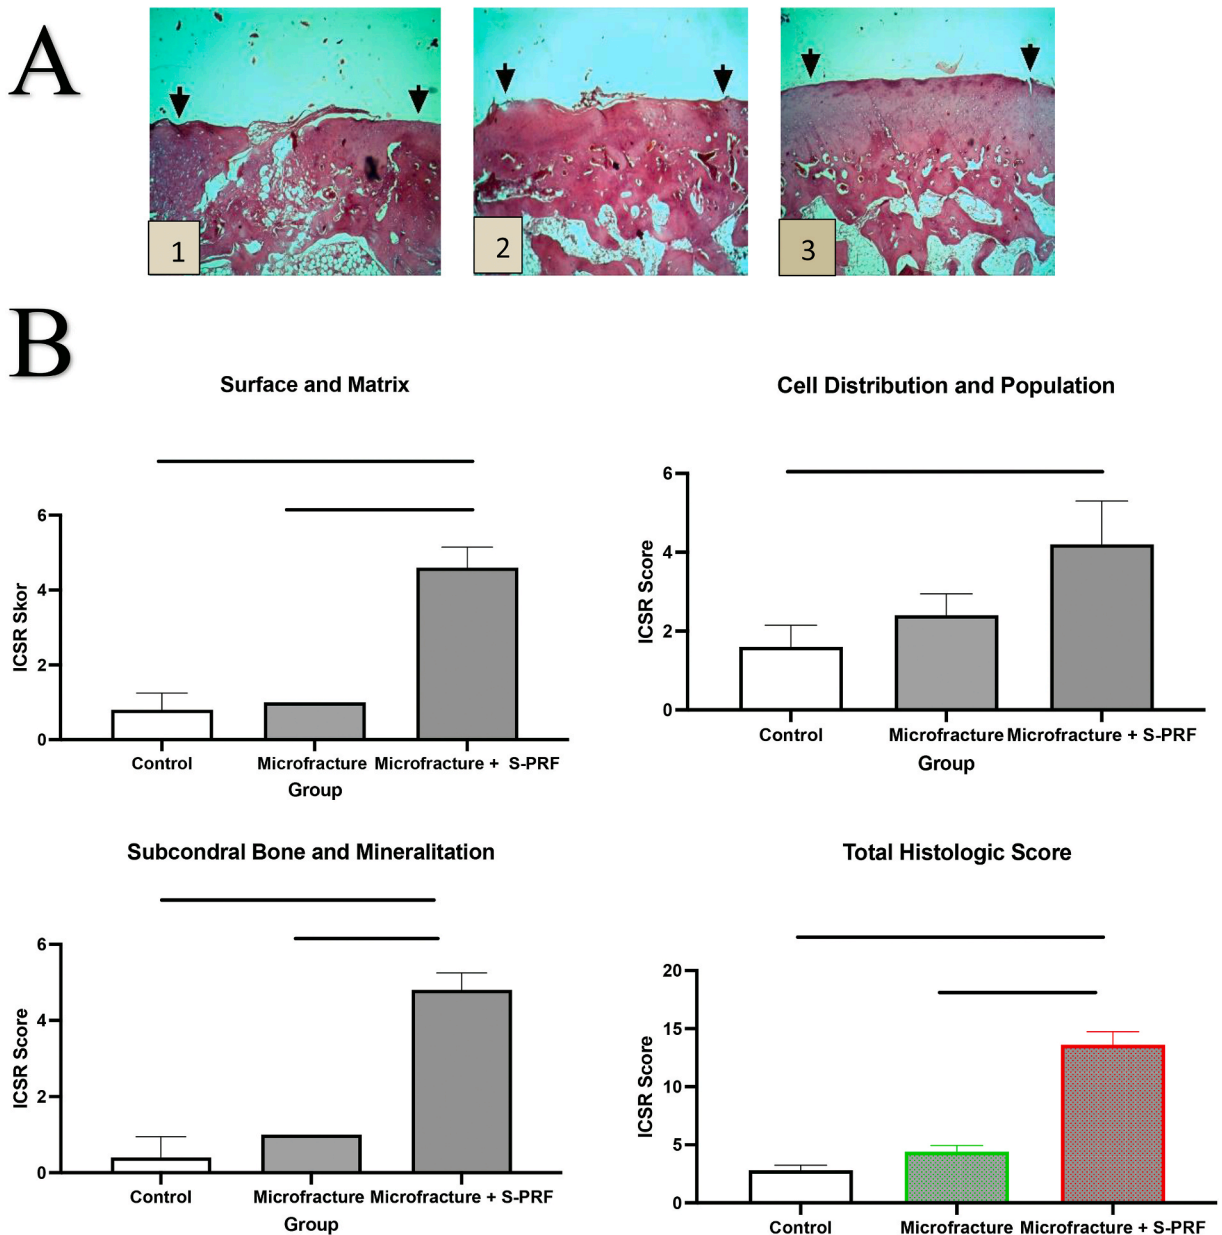 A
1
2
3
B
Surface and Matrix
ICSR Skor
6
4
2
0
Control
Microfracture
Microfracture + S-PRF
Group
Cell Distribution and Population
ICSR Score
6
4
2
0
Control
Microfracture
Microfracture + S-PRF
Group
Subcondral Bone and Mineralitation
ICSR Score
6
4
2
0
Control
Microfracture
Microfracture + S-PRF
Group
Total Histologic Score
ICSR Score
20
15
10
5
0
Control
Microfracture
Microfracture + S-PRF